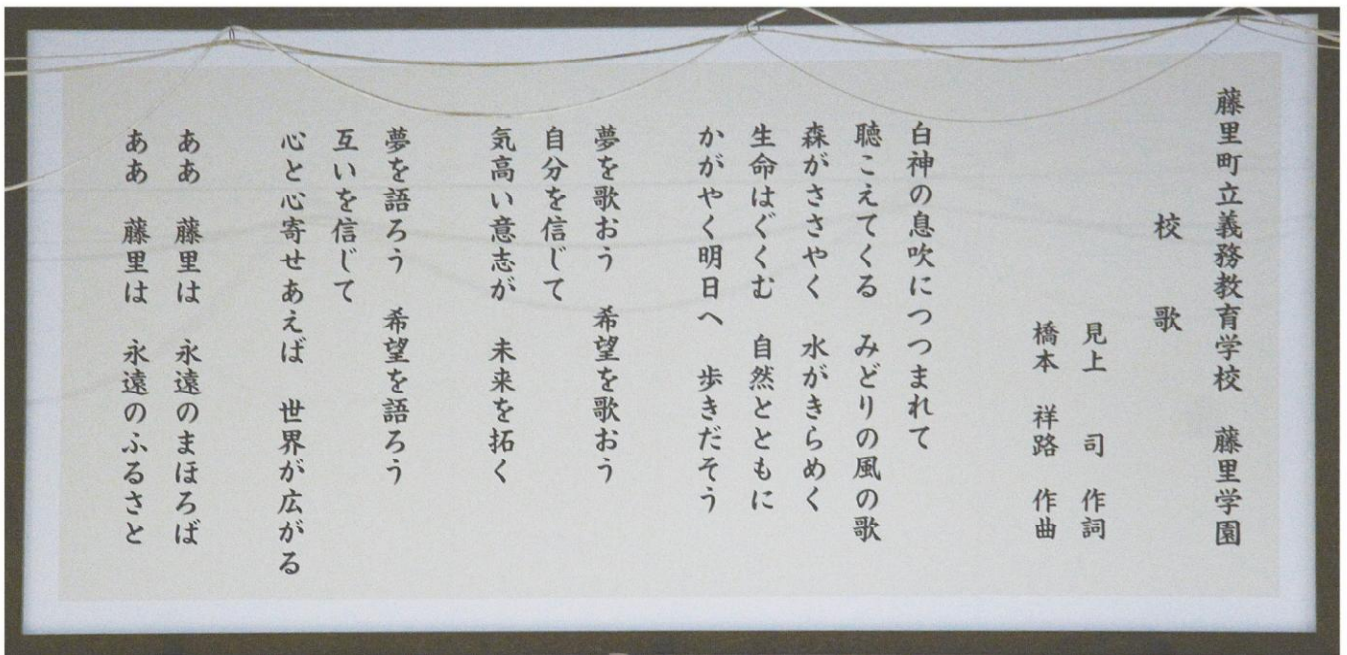 藤里町立義務教育学校　藤里学園
校　歌
見上　司　作詞
橋本　祥路　作曲
白神の息吹につつまれて
聴こえてくる　みどりの風の歌
森がささやく　水がきらめく
生命はぐくむ　自然とともに
かがやく明日へ　歩きだそう
夢を歌おう　希望を歌おう
自分を信じて
気高い意志が　未来を拓く
夢を語ろう　希望を語ろう
互いを信じて
心と心寄せあえば　世界が広がる
ああ　藤里は　永遠のまほろば
ああ　藤里は　永遠のふるさと